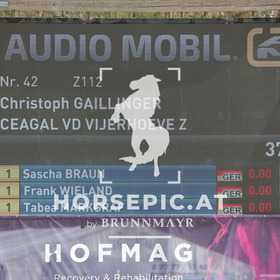 AUDIO MOBIL
Nr. 42 Z112
Christoph GAILLINGER
CEAGAL VD VIJERHOEVE Z
37
1 Sascha BRAUN GER 0.00
1 Frank WIELAND GER 0.00
HORSEPIC.AT
1 Tabea MARKGRAF GER 0.00
by BRUNNMAYR
HOFMAG
Recovery & Rehabilitation